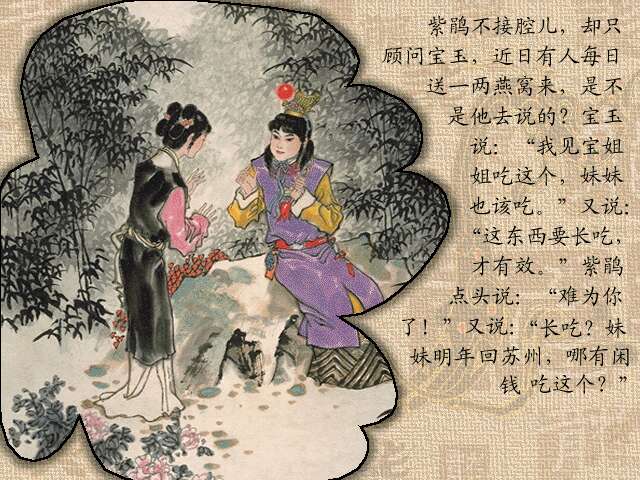 紫鹃不接腔儿，却只
顾问宝玉，近日有人每日
送一两燕窝来，是不
是他去说的？宝玉
说：“我见宝姐
姐吃这个，妹妹
也该吃。”又说：
“这东西要长吃，
才有效。”紫鹃
点头说：“难为你
了！”又说：“长吃？妹
妹明年回苏州，哪有闲
钱 吃这个？”